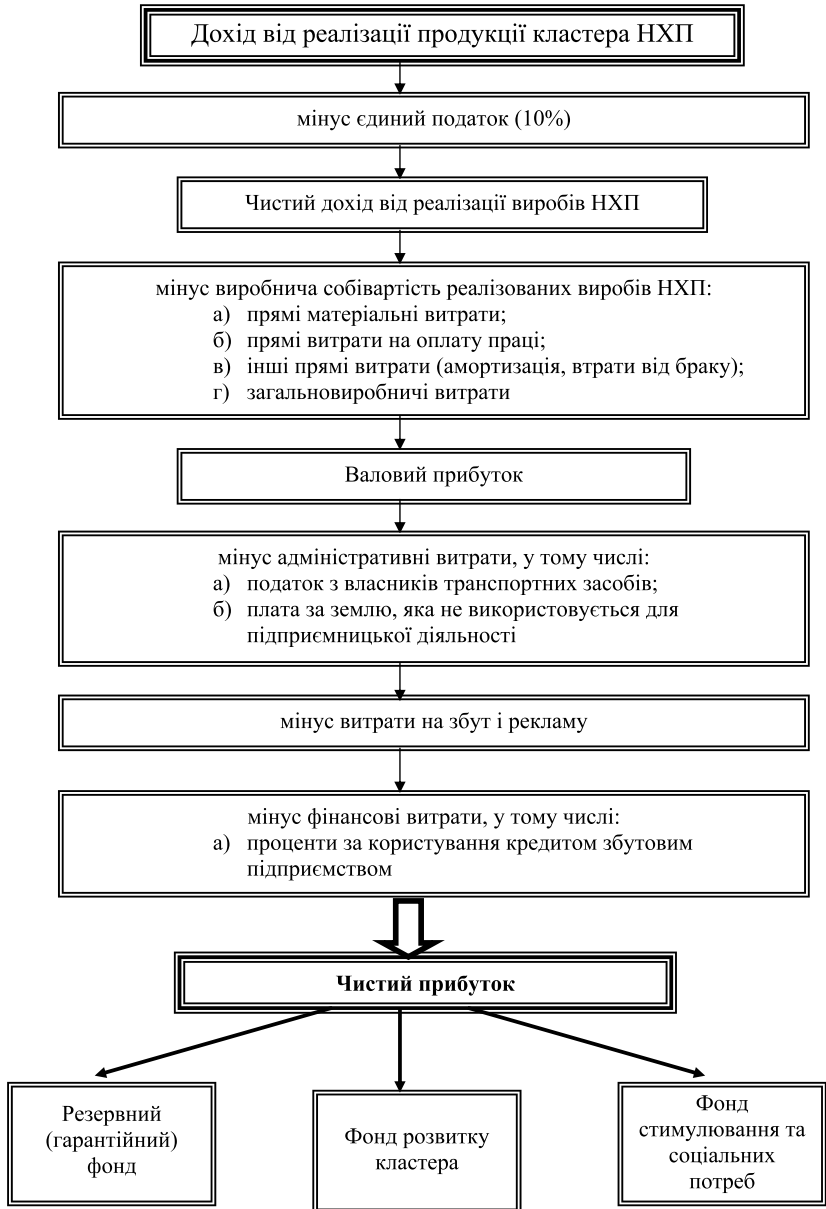 Дохід від реалізації продукції кластера НХП
мінус єдиний податок (10%)
Чистий дохід від реалізації виробів НХП
мінус виробнича собівартість реалізованих виробів НХП:
а) прямі матеріальні витрати;
б) прямі витрати на оплату праці;
в) інші прямі витрати (амортизація, втрати від браку);
г) загальновиробничі витрати
Валовий прибуток
мінус адміністративні витрати, у тому числі:
а) податок з власників транспортних засобів;
б) плата за землю, яка не використовується для
підприємницької діяльності
мінус витрати на збут і рекламу
мінус фінансові витрати, у тому числі:
а) проценти за користування кредитом збутовим
підприємством
Чистий прибуток
Резервний
(гарантійний)
фонд
Фонд розвитку
кластера
Фонд
стимулювання та
соціальних
потреб